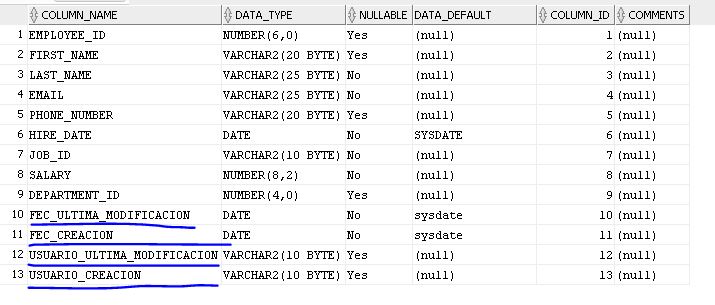 COLUMN_NAME DATA_TYPE NULLABLE DATA_DEFAULT COLUMN_ID COMMENTS
1 EMPLOYEE_ID NUMBER(6,0) Yes (null) 1 (null)
2 FIRST_NAME VARCHAR2(20 BYTE) Yes (null) 2 (null)
3 LAST_NAME VARCHAR2(25 BYTE) No (null) 3 (null)
4 EMAIL VARCHAR2(25 BYTE) No (null) 4 (null)
5 PHONE_NUMBER VARCHAR2(20 BYTE) Yes (null) 5 (null)
6 HIRE_DATE DATE No SYSDATE 6 (null)
7 JOB_ID VARCHAR2(10 BYTE) No (null) 7 (null)
8 SALARY NUMBER(8,2) No (null) 8 (null)
9 DEPARTMENT_ID NUMBER(4,0) Yes (null) 9 (null)
10 FEC_ULTIMA_MODIFICACION DATE No sysdate 10 (null)
11 FEC_CREACION DATE No sysdate 11 (null)
12 USUARIO_ULTIMA_MODIFICACION VARCHAR2(10 BYTE) Yes (null) 12 (null)
13 USUARIO_CREACION VARCHAR2(10 BYTE) Yes (null) 13 (null)